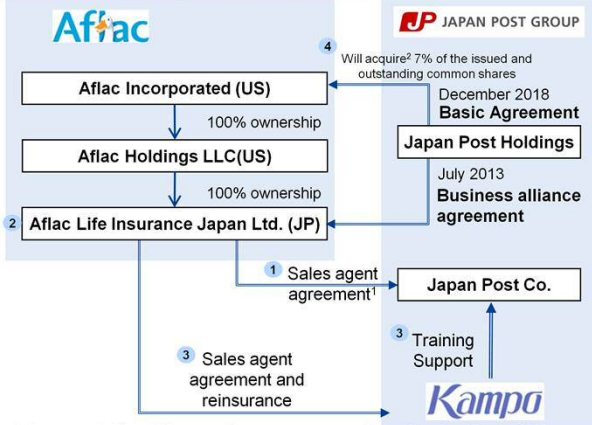 Aflac
JP JAPAN POST GROUP
4
Will acquire2 7% of the issued and
outstanding common shares
Aflac Incorporated (US)
December 2018
Basic Agreement
100% ownership
Japan Post Holdings
Aflac Holdings LLC(US)
July 2013
Business alliance
agreement
100% ownership
2
Aflac Life Insurance Japan Ltd. (JP)
1
Sales agent
agreement1
Japan Post Co.
3
Training
Support
3
Sales agent
agreement and
reinsurance
Kampo